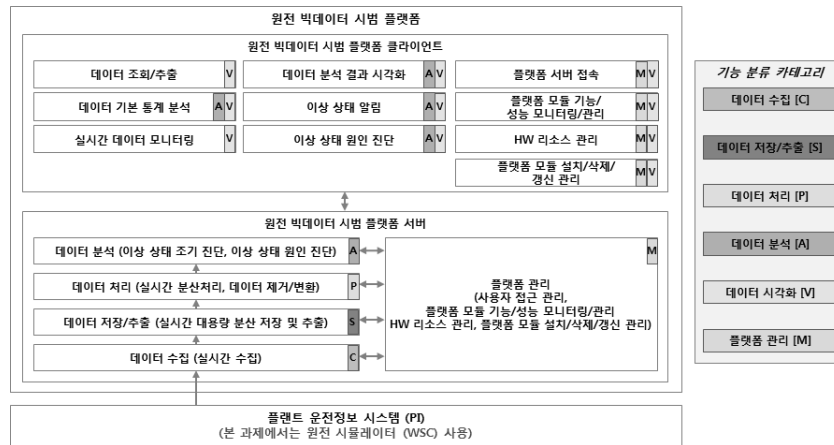 원전 빅데이터 시범 플랫폼
원전 빅데이터 시범 플랫폼 클라이언트
데이터 조회/추출 V
데이터 기본 통계 분석 A V
실시간 데이터 모니터링 V
데이터 분석 결과 시각화 A V
이상 상태 알림 A V
이상 상태 원인 진단 A V
플랫폼 서버 접속 M V
플랫폼 모듈 기능/
성능 모니터링/관리 M V
HW 리소스 관리 M V
플랫폼 모듈 설치/삭제/
갱신 관리 M V
원전 빅데이터 시범 플랫폼 서버
데이터 분석 (이상 상태 조기 진단, 이상 상태 원인 진단) A
데이터 처리 (실시간 분산처리, 데이터 제거/변환) P
데이터 저장/추출 (실시간 대용량 분산 저장 및 추출) S
데이터 수집 (실시간 수집) C
M
플랫폼 관리
(사용자 접근 관리,
플랫폼 모듈 기능/성능 모니터링/관리
HW 리소스 관리, 플랫폼 모듈 설치/삭제/갱신 관리)
플랜트 운전정보 시스템 (PI)
(본 과제에서는 원전 시뮬레이터 (WSC) 사용)
기능 분류 카테고리
데이터 수집 [C]
데이터 저장/추출 [S]
데이터 처리 [P]
데이터 분석 [A]
데이터 시각화 [V]
플랫폼 관리 [M]